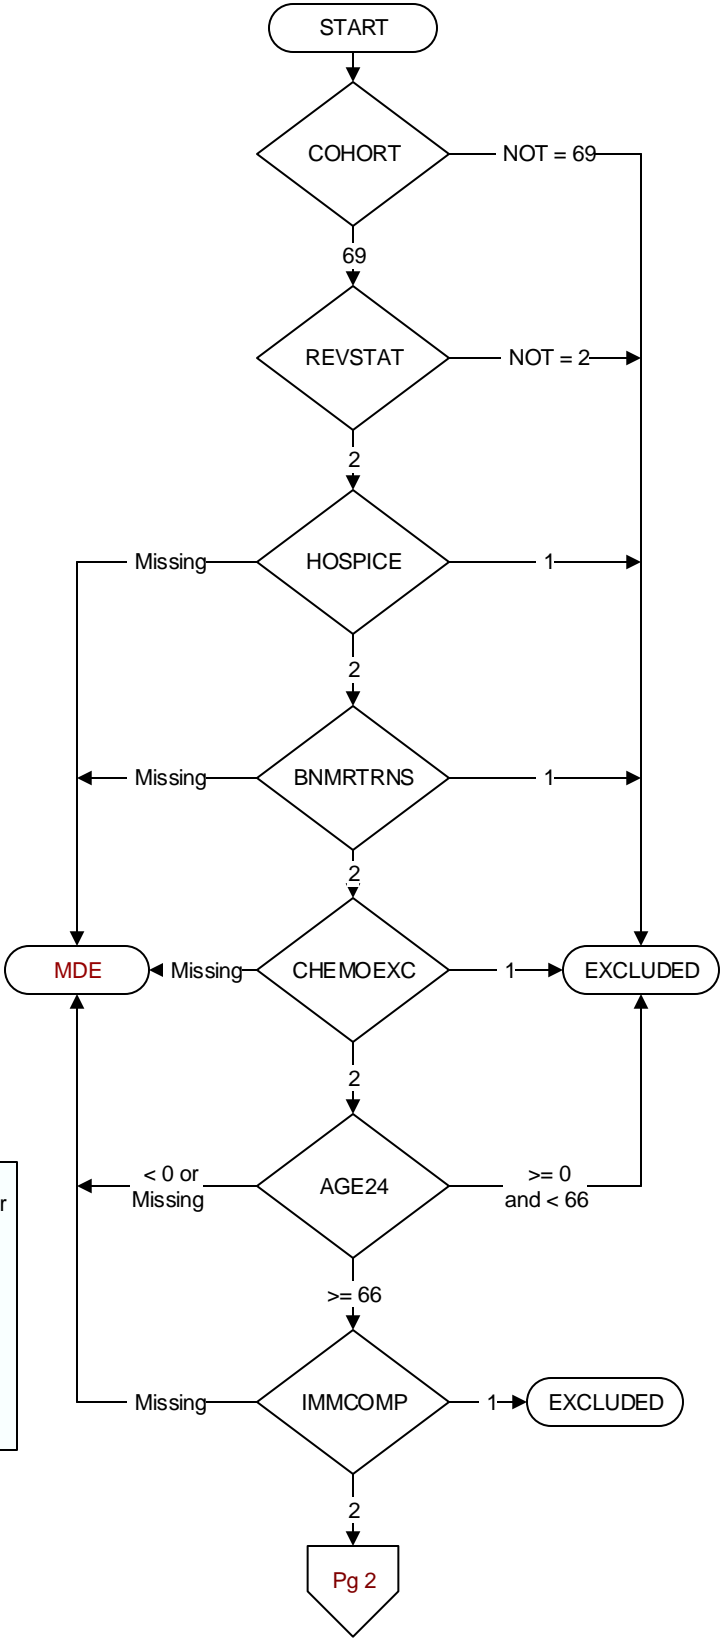 START
COHORT
NOT = 69
69
REVSTAT
NOT = 2
2
Missing
HOSPICE
1
2
Missing
BNMRTRNS
1
2
MDE
Missing
CHEMOEXC
1
EXCLUDED
2
< 0 or
Missing
AGE24
>= 0
and < 66
r
>= 66
Missing
IMMCOMP
1
EXCLUDED
2
Pg 2